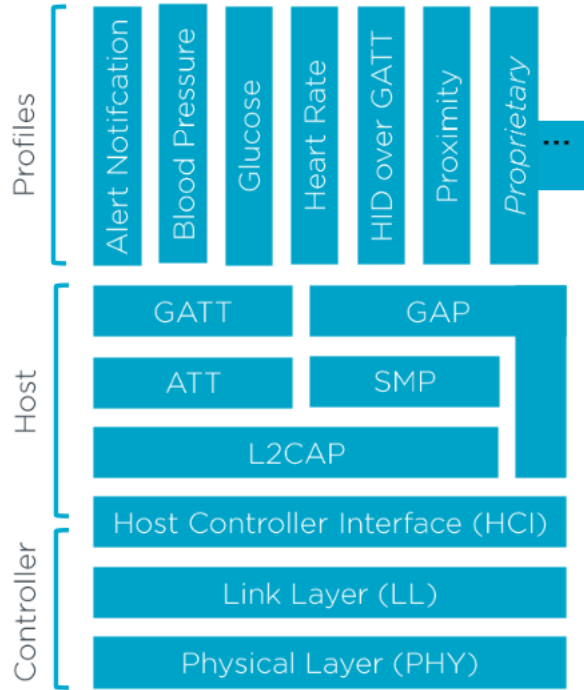 Profiles
Alert Notifcation
Blood Pressure
Glucose
Heart Rate
HID over GATT
Proximity
Proprietary
...
Host
GATT
GAP
ATT
SMP
L2CAP
Host Controller Interface (HCI)
Controller
Link Layer (LL)
Physical Layer (PHY)